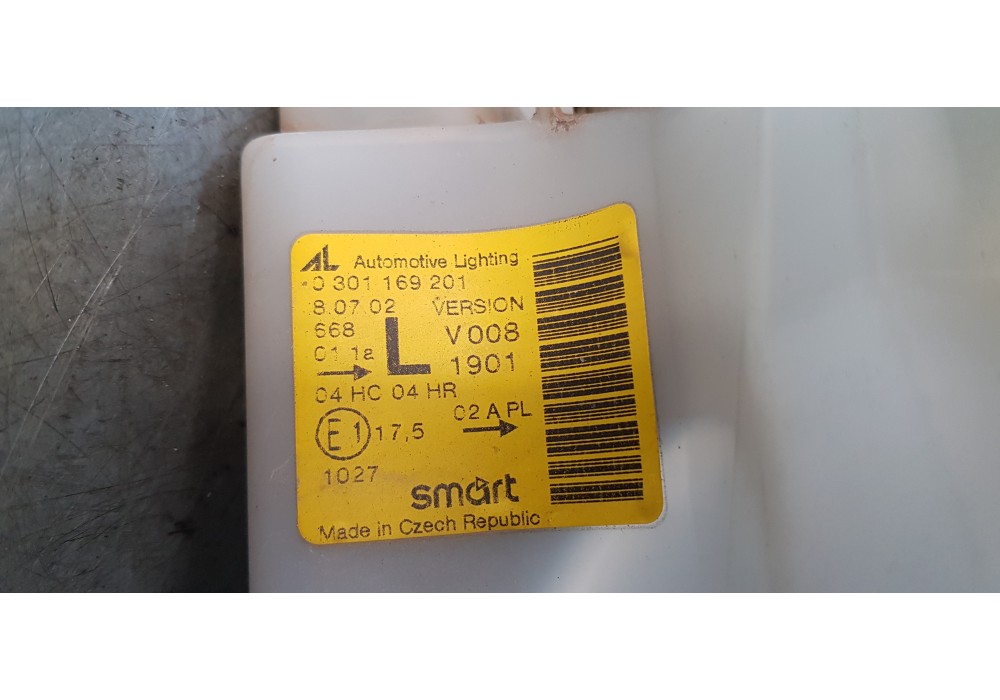 AL Automotive Lighting
0 301 169 201
8.07.02 VERSION
668 L V008
01 1a 1901
04 HC 04 HR
02 A PL
E1 17,5
1027
smart
Made in Czech Republic